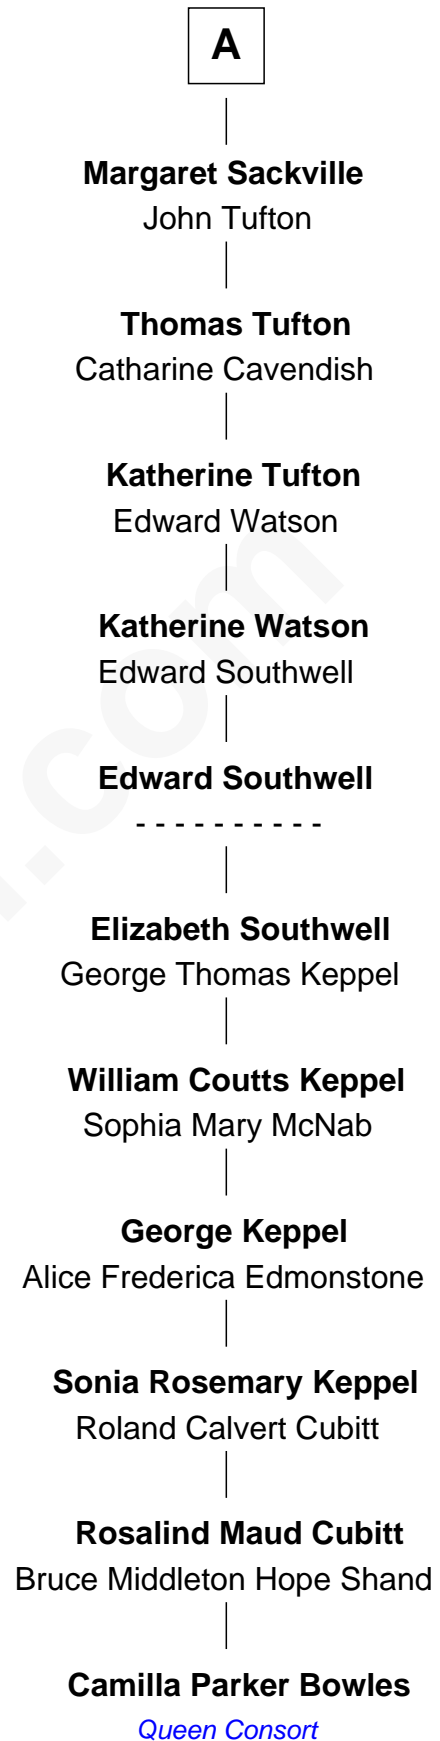 A
Margaret Sackville
John Tufton
Thomas Tufton
Catharine Cavendish
Katherine Tufton
Edward Watson
Katherine Watson
Edward Southwell
Edward Southwell
- - - - - - - - - -
Elizabeth Southwell
George Thomas Keppel
William Coutts Keppel
Sophia Mary McNab
George Keppel
Alice Frederica Edmonstone
Sonia Rosemary Keppel
Roland Calvert Cubitt
Rosalind Maud Cubitt
Bruce Middleton Hope Shand
Camilla Parker Bowles
Queen Consort